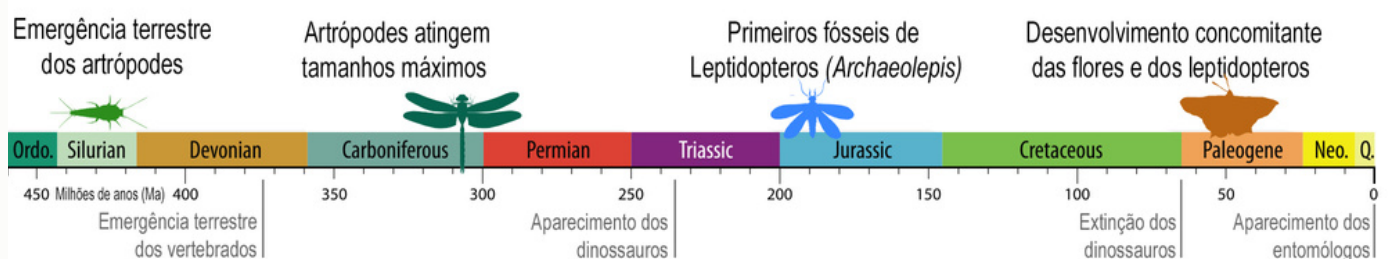 Emergência terrestre
dos artrópodes
Artrópodes atingem
tamanhos máximos
Primeiros fósseis de
Leptidopteros (Archaeolepis)
Desenvolvimento concomitante
das flores e dos leptidopteros
Ordo. Silurian Devonian Carboniferous Permian Triassic Jurassic Cretaceous Paleogene Neo. Q.
450 Milhões de anos (Ma) 400 350 300 250 200 150 100 50 0
Emergência terrestre
dos vertebrados
Aparecimento dos
dinossauros
Extinção dos
dinossauros
Aparecimento dos
entomólogos